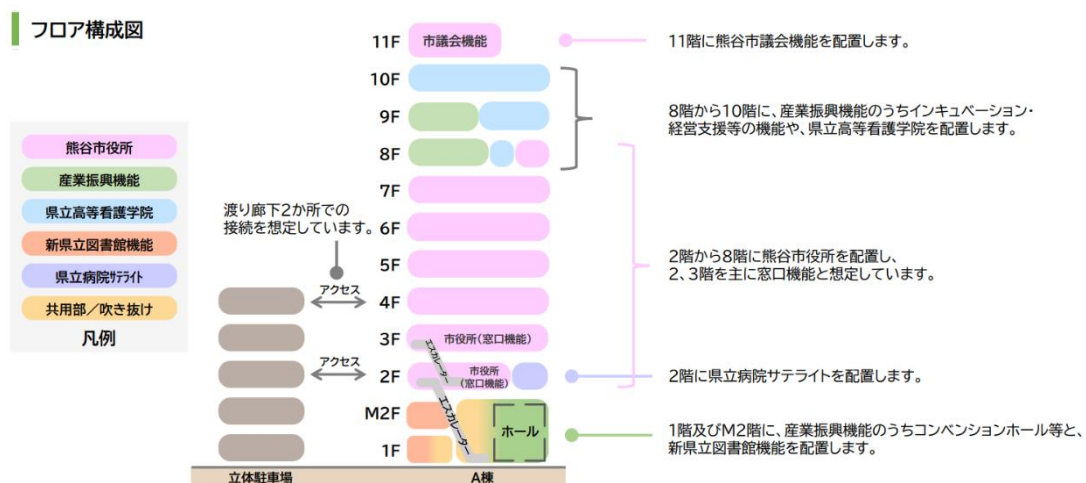 フロア構成図
熊谷市役所
産業振興機能
県立高等看護学院
新県立図書館機能
県立病院ｻﾃﾗｲﾄ
共用部／吹き抜け
凡例
渡り廊下2か所での
接続を想定しています。
アクセス
アクセス
立体駐車場
11F
市議会機能
10F
9F
8F
7F
6F
5F
4F
3F
市役所(窓口機能)
エスカレーター
2F
市役所
(窓口機能)
エスカレーター
M2F
ホール
1F
A棟
11階に熊谷市議会機能を配置します。
8階から10階に、産業振興機能のうちインキュベーション・
経営支援等の機能や、県立高等看護学院を配置します。
2階から8階に熊谷市役所を配置し、
2、3階を主に窓口機能と想定しています。
2階に県立病院サテライトを配置します。
1階及びM2階に、産業振興機能のうちコンベンションホール等と、
新県立図書館機能を配置します。